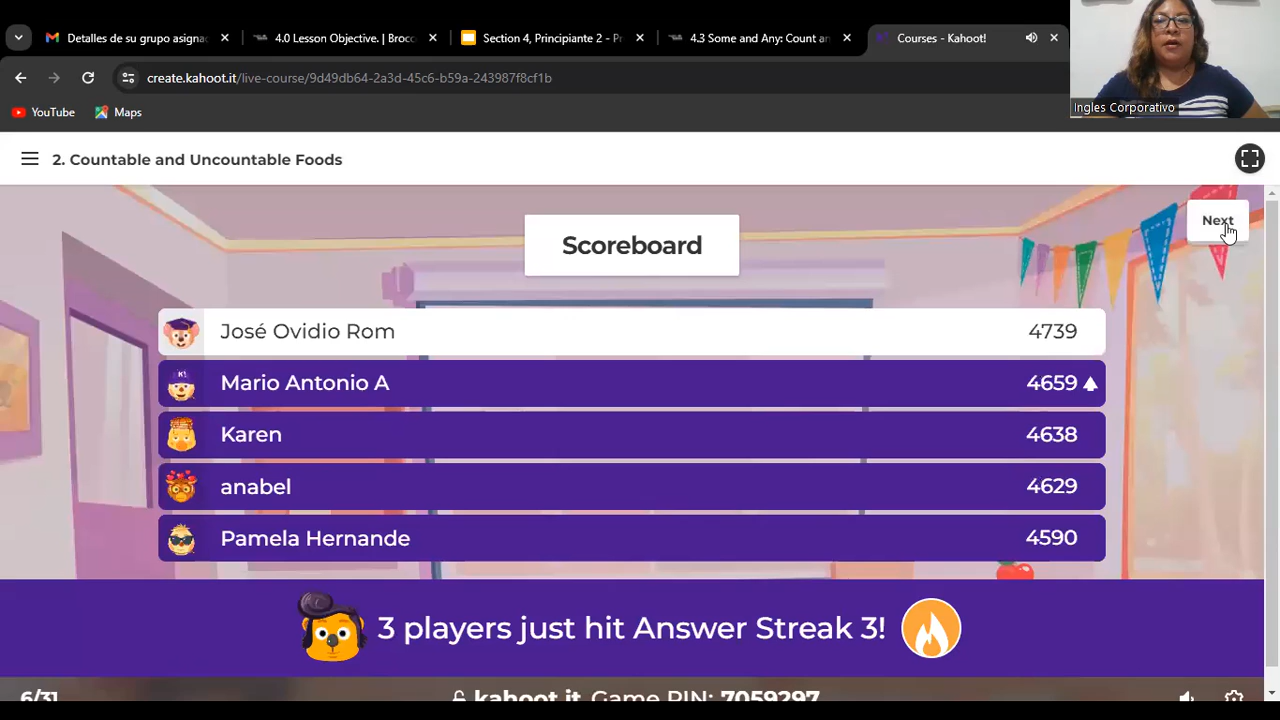 Detalles de su grupo asigna
4.0 Lesson Objective. | Brocc
Section 4, Principiante 2 - Pr
4.3 Some and Any: Count an
Courses - Kahoot!
create.kahoot.it/live-course/9d49db64-2a3d-45c6-b59a-243987f8cf1b
Ingles Corporativo
YouTube
Maps
2. Countable and Uncountable Foods
Next
Scoreboard
José Ovidio Rom 4739
K!
Mario Antonio A 4659
Karen 4638
anabel 4629
Pamela Hernande 4590
3 players just hit Answer Streak 3!
6/31
kahoot.it Game PIN: 7059297